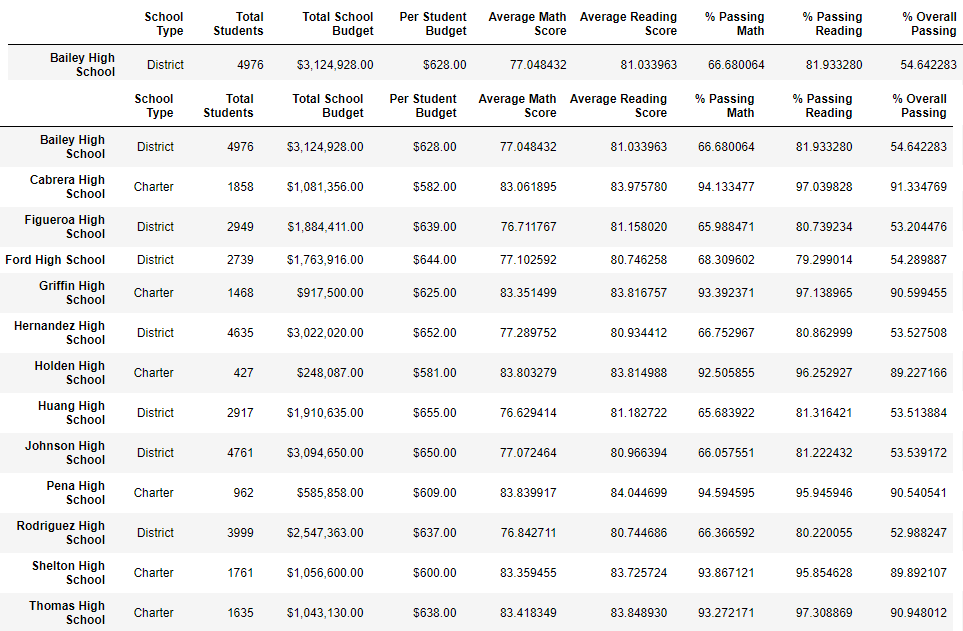 School Type Total Students Total School Budget Per Student Budget Average Math Score Average Reading Score % Passing Math % Passing Reading % Overall Passing
Bailey High School District 4976 $3,124,928.00 $628.00 77.048432 81.033963 66.680064 81.933280 54.642283
School Type Total Students Total School Budget Per Student Budget Average Math Score Average Reading Score % Passing Math % Passing Reading % Overall Passing
Bailey High School District 4976 $3,124,928.00 $628.00 77.048432 81.033963 66.680064 81.933280 54.642283
Cabrera High School Charter 1858 $1,081,356.00 $582.00 83.061895 83.975780 94.133477 97.039828 91.334769
Figueroa High School District 2949 $1,884,411.00 $639.00 76.711767 81.158020 65.988471 80.739234 53.204476
Ford High School District 2739 $1,763,916.00 $644.00 77.102592 80.746258 68.309602 79.299014 54.289887
Griffin High School Charter 1468 $917,500.00 $625.00 83.351499 83.816757 93.392371 97.138965 90.599455
Hernandez High School District 4635 $3,022,020.00 $652.00 77.289752 80.934412 66.752967 80.862999 53.527508
Holden High School Charter 427 $248,087.00 $581.00 83.803279 83.814988 92.505855 96.252927 89.227166
Huang High School District 2917 $1,910,635.00 $655.00 76.629414 81.182722 65.683922 81.316421 53.513884
Johnson High School District 4761 $3,094,650.00 $650.00 77.072464 80.966394 66.057551 81.222432 53.539172
Pena High School Charter 962 $585,858.00 $609.00 83.839917 84.044699 94.594595 95.945946 90.540541
Rodriguez High School District 3999 $2,547,363.00 $637.00 76.842711 80.744686 66.366592 80.220055 52.988247
Shelton High School Charter 1761 $1,056,600.00 $600.00 83.359455 83.725724 93.867121 95.854628 89.892107
Thomas High School Charter 1635 $1,043,130.00 $638.00 83.418349 83.848930 93.272171 97.308869 90.948012